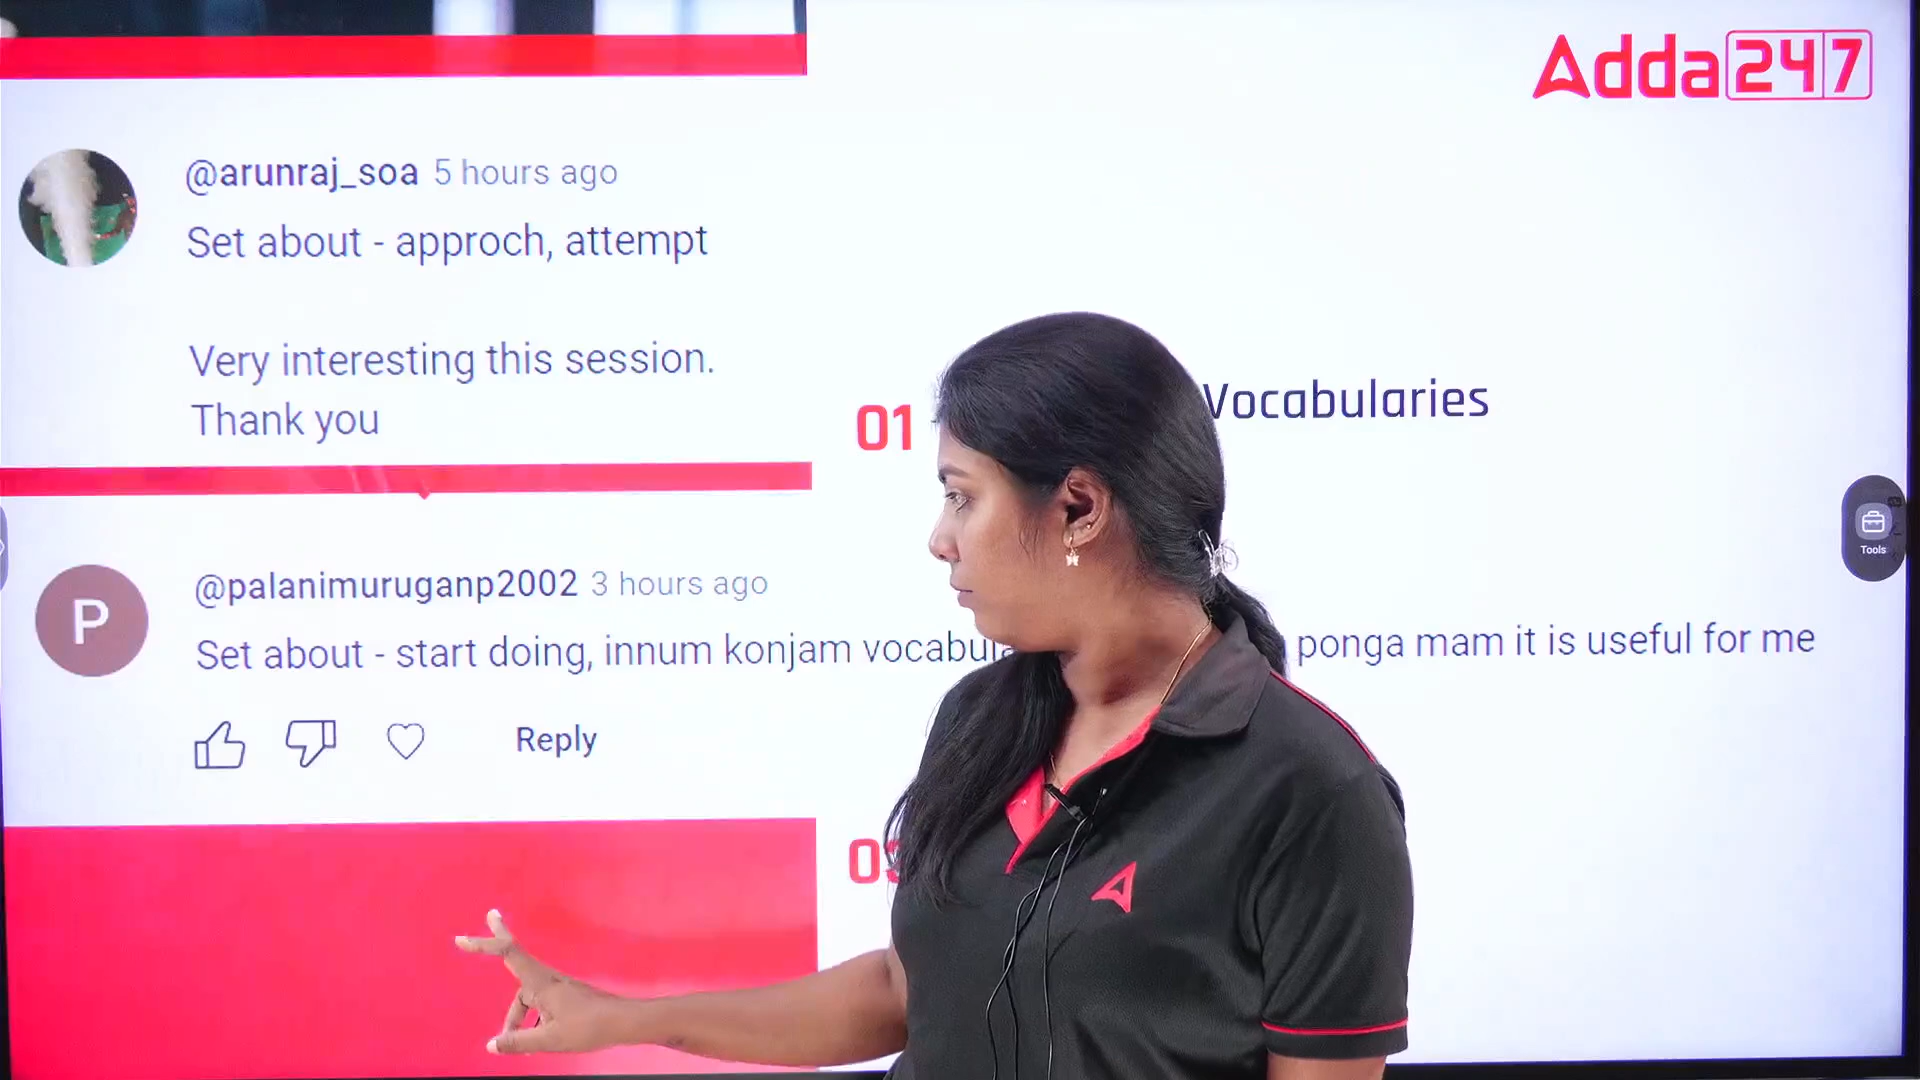 Adda247
@arunraj_soa 5 hours ago
Set about - approch, attempt
Very interesting this session.
Thank you
01 Vocabularies
Tools
P
@palanimuruganp2002 3 hours ago
Set about - start doing, innum konjam ponga mam it is useful for me
Reply